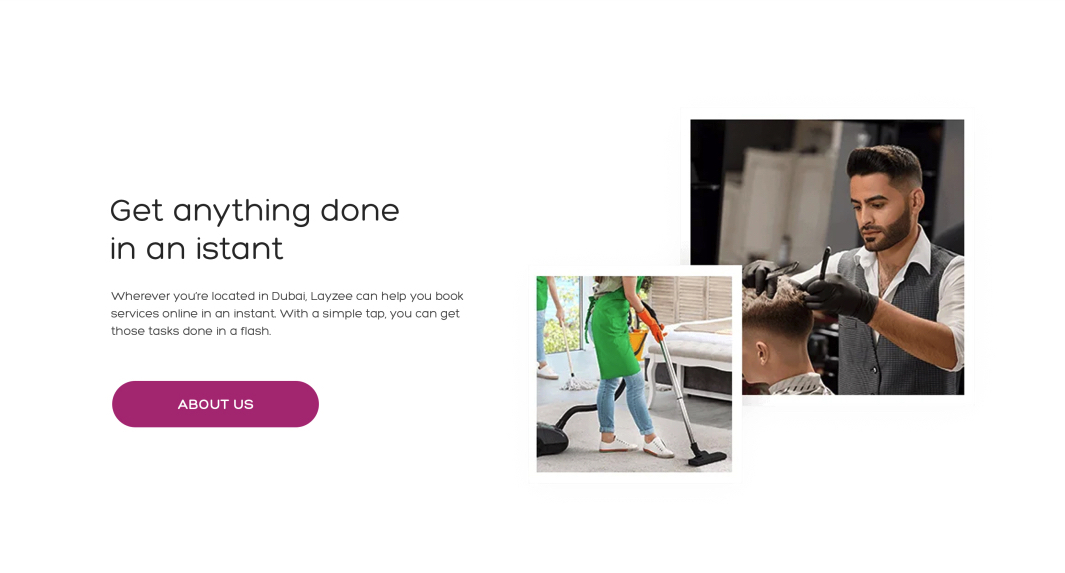 Get anything done
in an istant
Wherever you're located in Dubai, Layzee can help you book
services online in an instant. With a simple tap, you can get
those tasks done in a flash.
ABOUT US